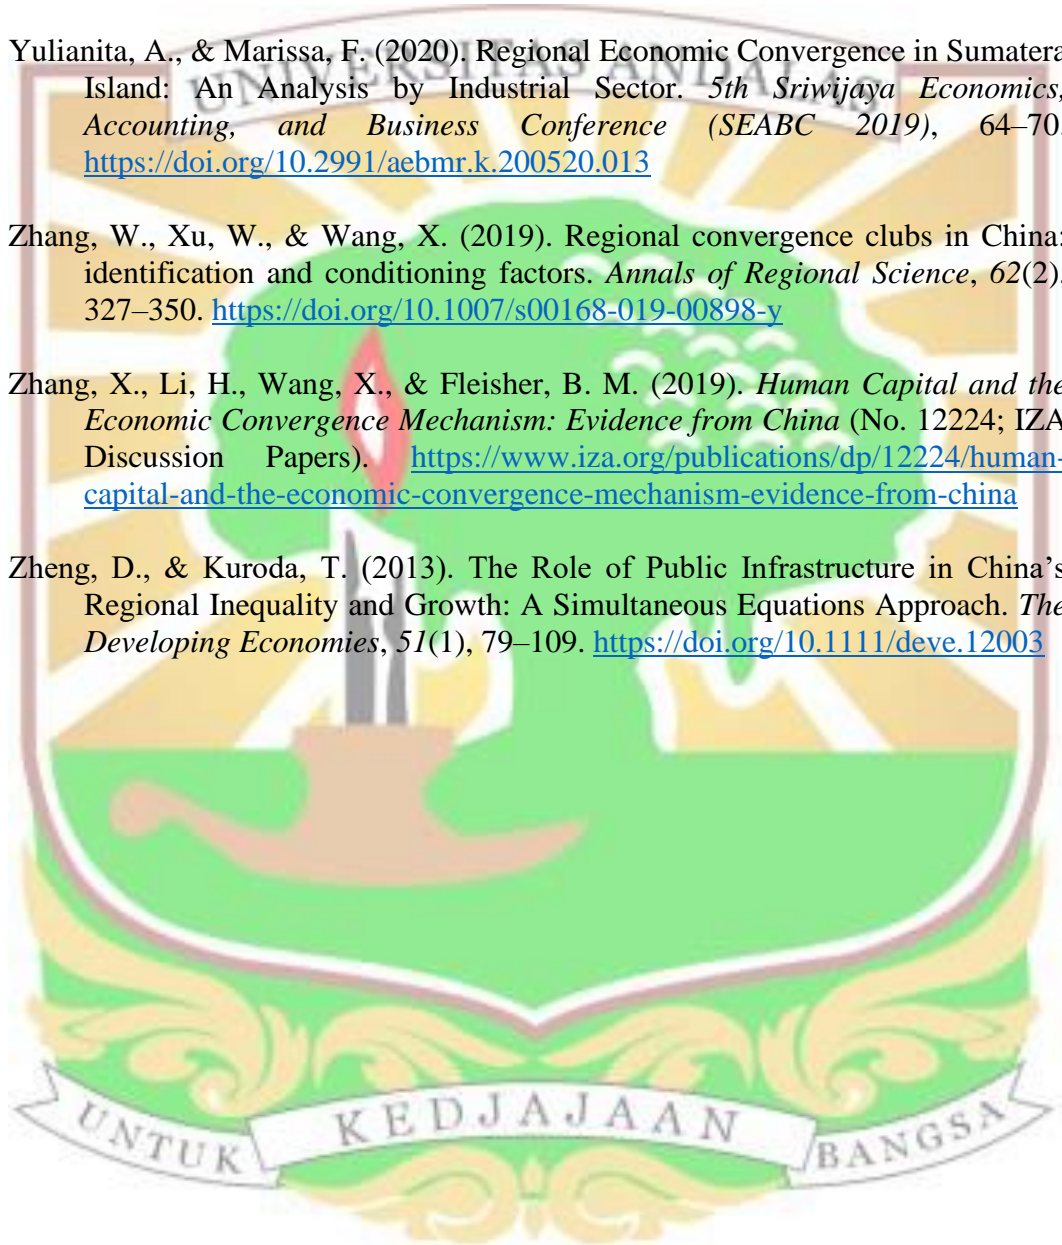 UNIVERSITAS ANDALAS
Yulianita, A., & Marissa, F. (2020). Regional Economic Convergence in Sumatera
Island: An Analysis by Industrial Sector. 5th Sriwijaya Economics,
Accounting, and Business Conference (SEABC 2019), 64–70.
https://doi.org/10.2991/aebmr.k.200520.013
Zhang, W., Xu, W., & Wang, X. (2019). Regional convergence clubs in China:
identification and conditioning factors. Annals of Regional Science, 62(2),
327–350. https://doi.org/10.1007/s00168-019-00898-y
Zhang, X., Li, H., Wang, X., & Fleisher, B. M. (2019). Human Capital and the
Economic Convergence Mechanism: Evidence from China (No. 12224; IZA
Discussion Papers). https://www.iza.org/publications/dp/12224/human-
capital-and-the-economic-convergence-mechanism-evidence-from-china
Zheng, D., & Kuroda, T. (2013). The Role of Public Infrastructure in China’s
Regional Inequality and Growth: A Simultaneous Equations Approach. The
Developing Economies, 51(1), 79–109. https://doi.org/10.1111/deve.12003
UNTUK KEDJAJAAN BANGSA